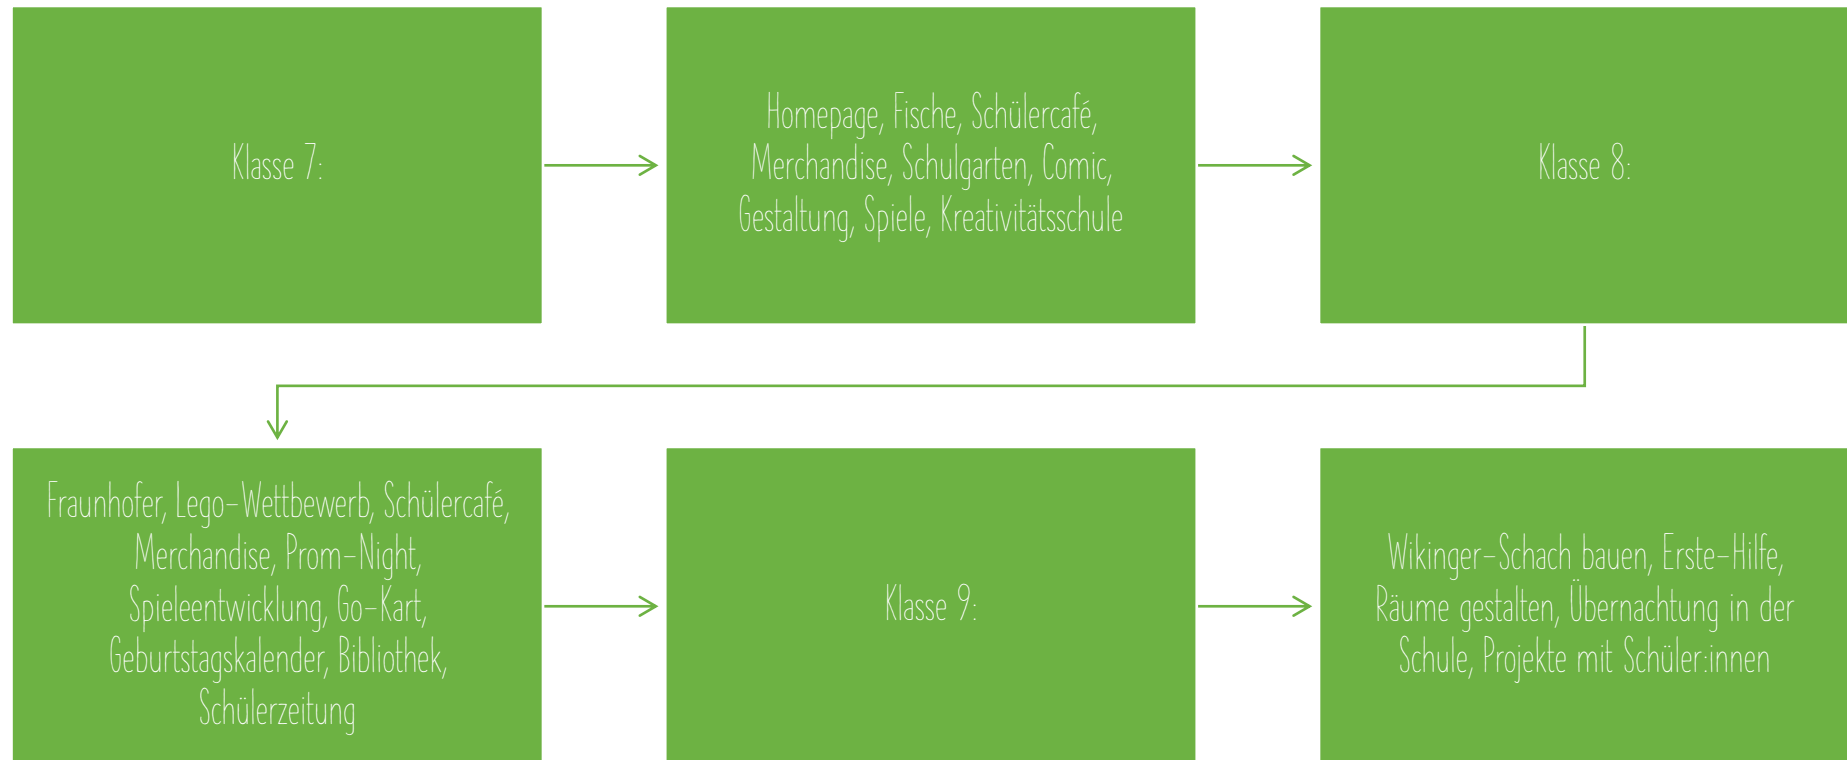 Klasse 7:
Homepage, Fische, Schülercafé,
Merchandise, Schulgarten, Comic,
Gestaltung, Spiele, Kreativitätsschule
Klasse 8:
Fraunhofer, Lego-Wettbewerb, Schülercafé,
Merchandise, Prom-Night,
Spieleentwicklung, Go-Kart,
Geburtstagskalender, Bibliothek,
Schülerzeitung
Klasse 9:
Wikinger-Schach bauen, Erste-Hilfe,
Räume gestalten, Übernachtung in der
Schule, Projekte mit Schüler:innen